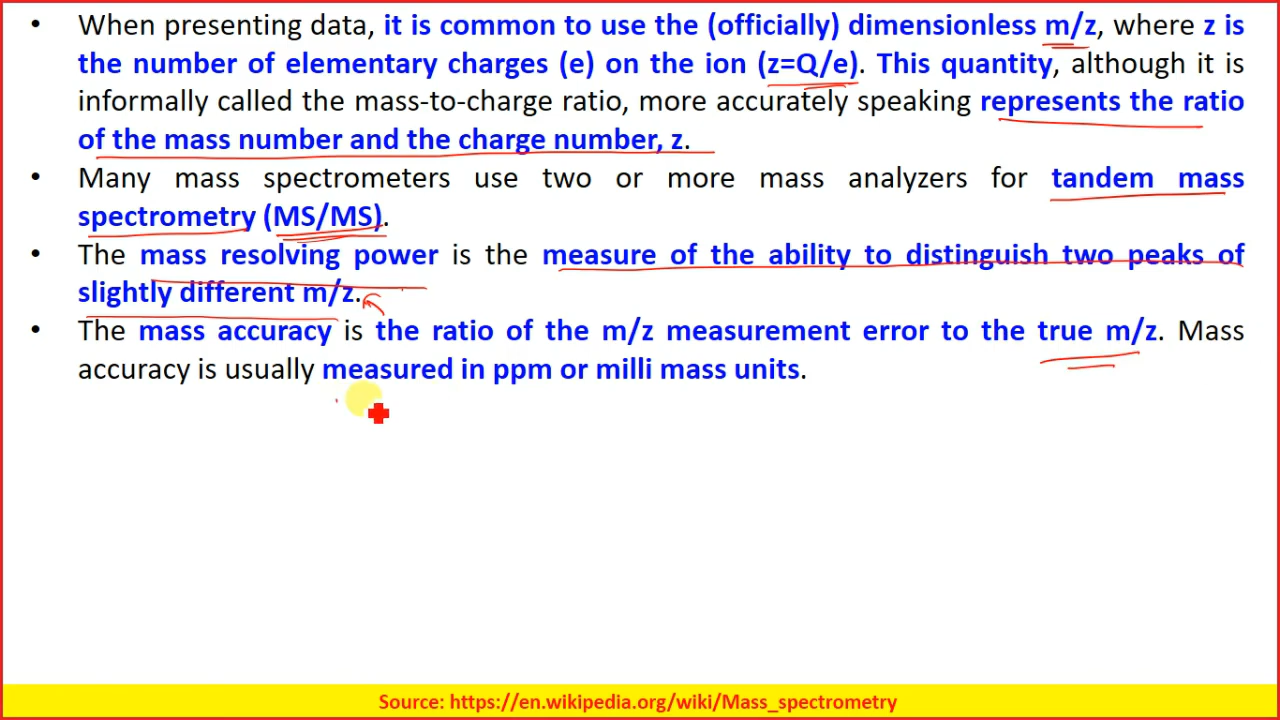 • When presenting data, it is common to use the (officially) dimensionless m/z, where z is
the number of elementary charges (e) on the ion (z=Q/e). This quantity, although it is
informally called the mass-to-charge ratio, more accurately speaking represents the ratio
of the mass number and the charge number, z.
• Many mass spectrometers use two or more mass analyzers for tandem mass
spectrometry (MS/MS).
• The mass resolving power is the measure of the ability to distinguish two peaks of
slightly different m/z.
• The mass accuracy is the ratio of the m/z measurement error to the true m/z. Mass
accuracy is usually measured in ppm or milli mass units.
Source: https://en.wikipedia.org/wiki/Mass_spectrometry